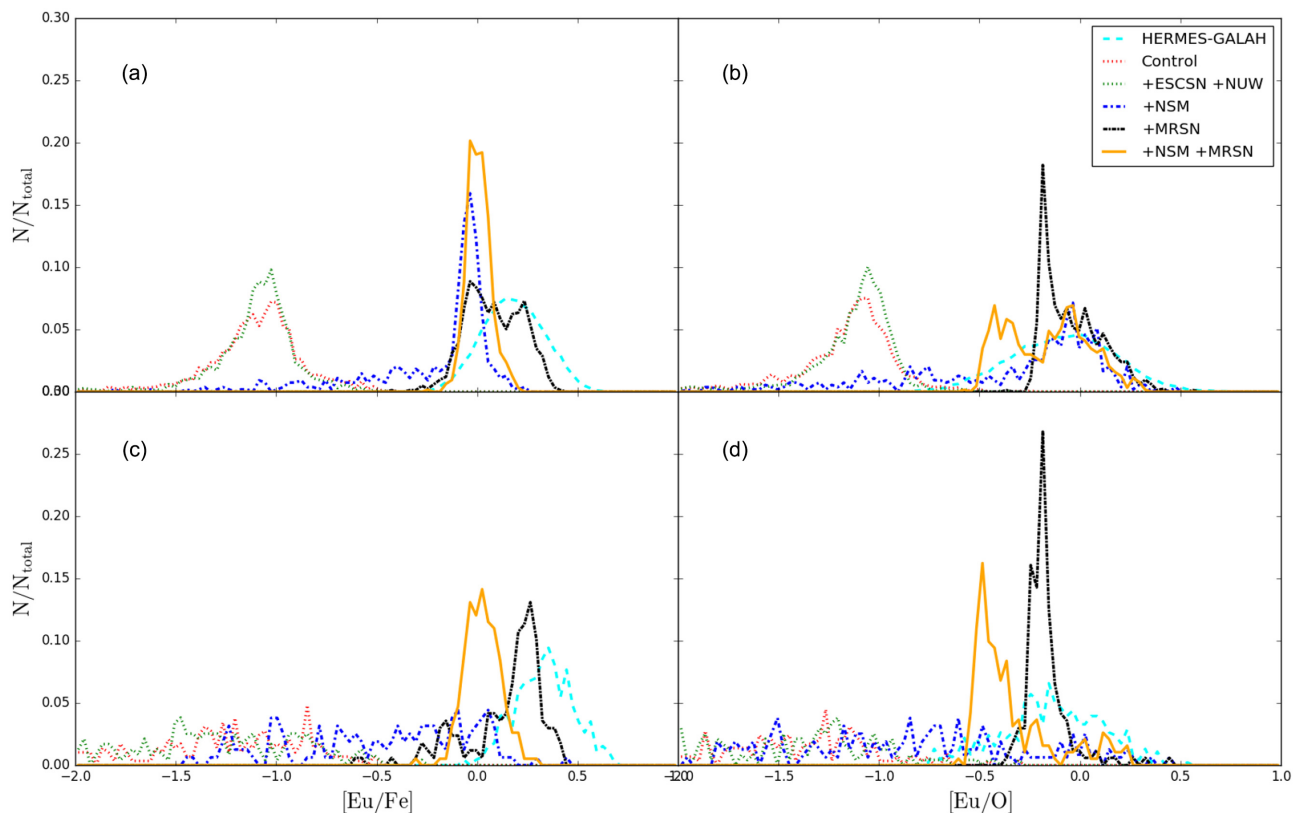 0.30
0.25
0.20
0.15
0.10
0.05
0.00
N/N_total
(a)
(b)
HERMES-GALAH
Control
+ESCSN +NUW
+NSM
+MRSN
+NSM +MRSN
0.25
0.20
0.15
0.10
0.05
0.00
N/N_total
(c)
(d)
−2.0 −1.5 −1.0 −0.5 0.0 0.5
−1.5 −1.0 −0.5 0.0 0.5 1.0
[Eu/Fe]
[Eu/O]